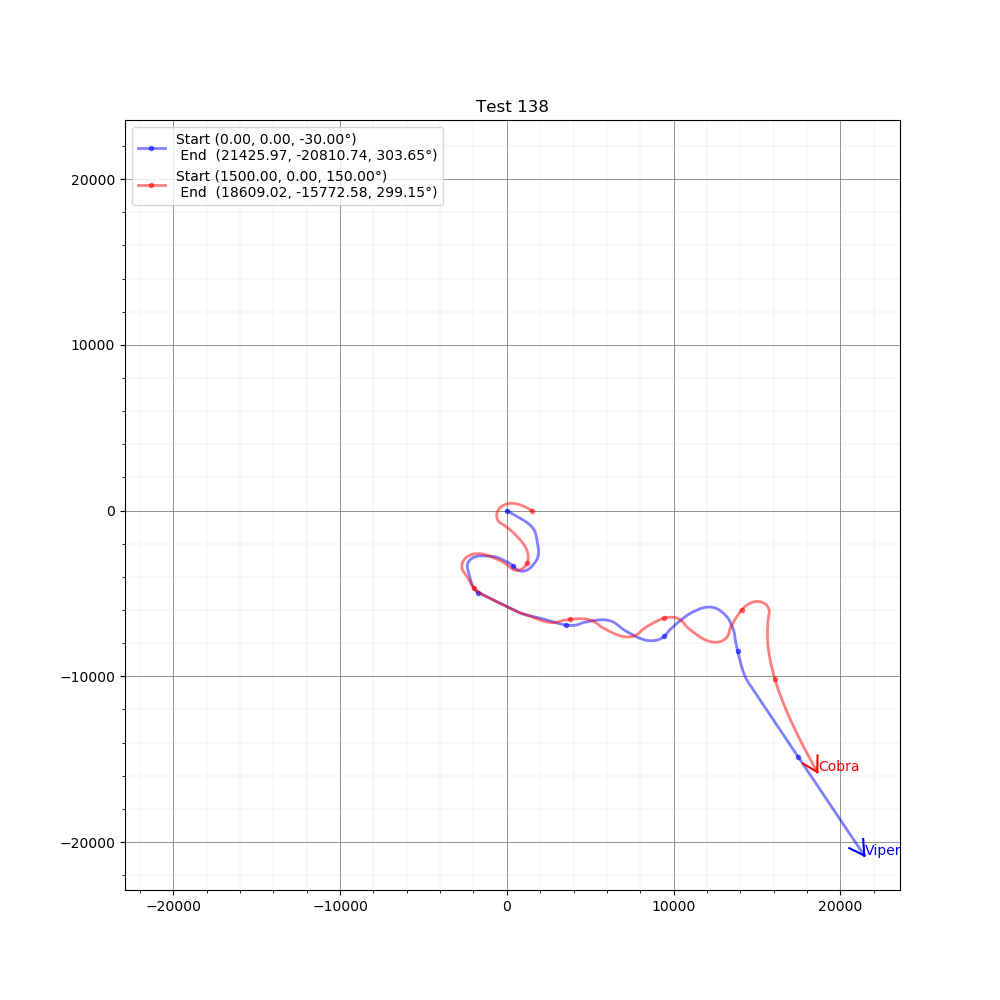 Test 138
Start (0.00, 0.00, -30.00°)
End  (21425.97, -20810.74, 303.65°)
Start (1500.00, 0.00, 150.00°)
End  (18609.02, -15772.58, 299.15°)
20000
10000
0
−10000
−20000
Cobra
Viper
−20000
−10000
0
10000
20000